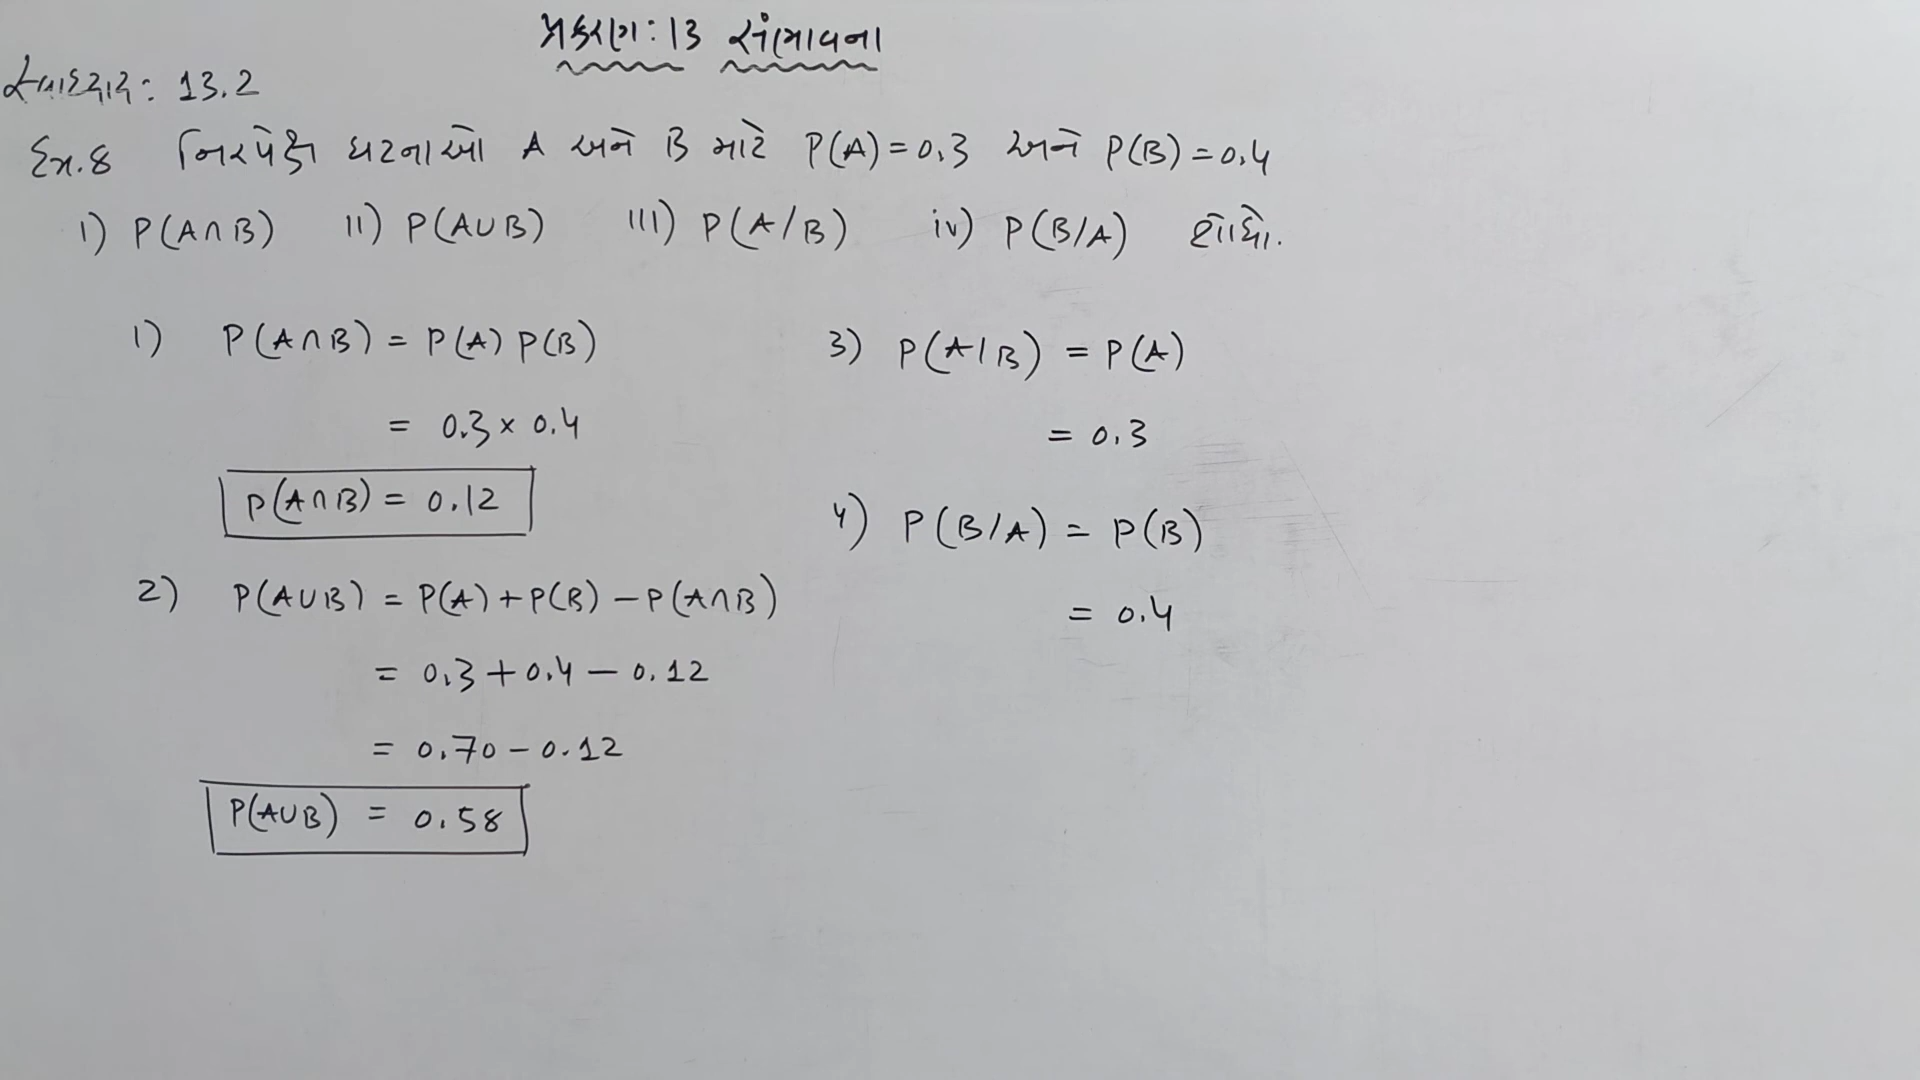 પ્રકરણ: 13 સંભાવના
સ્વાધ્યાય: 13.2
Ex.8 નિરપેક્ષ ઘટનાઓ A અને B માટે P(A)=0.3 અને P(B)=0.4
i) P(A∩B) ii) P(A∪B) iii) P(A/B) iv) P(B/A) શોધો.
1) P(A∩B) = P(A) P(B)
= 0.3 × 0.4
P(A∩B) = 0.12
2) P(A∪B) = P(A)+P(B)–P(A∩B)
= 0.3+0.4–0.12
= 0.70–0.12
P(A∪B) = 0.58
3) P(A|B) = P(A)
= 0.3
4) P(B/A) = P(B)
= 0.4